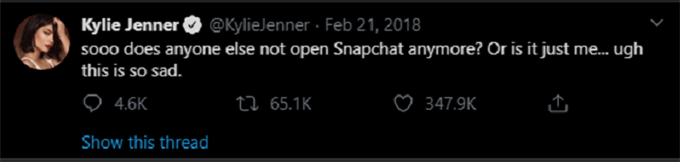 Kylie Jenner @KylieJenner · Feb 21, 2018
sooo does anyone else not open Snapchat anymore? Or is it just me... ugh
this is so sad.
4.6K 65.1K 347.9K
Show this thread